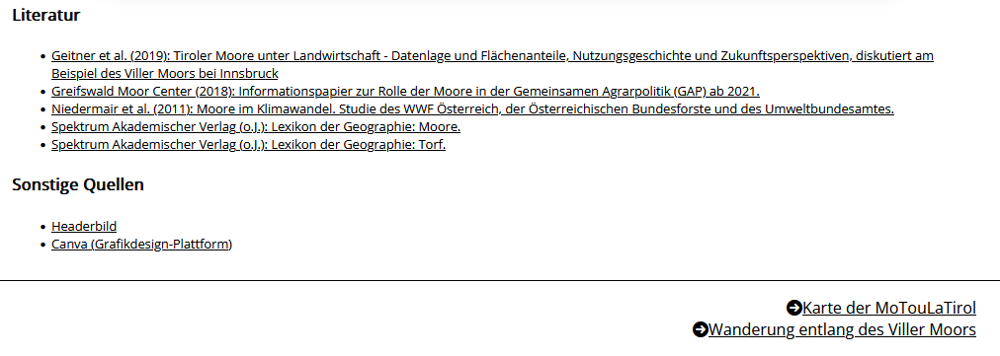 Literatur
• Geitner et al. (2019): Tiroler Moore unter Landwirtschaft - Datenlage und Flächenanteile, Nutzungsgeschichte und Zukunftsperspektiven, diskutiert am
Beispiel des Viller Moors bei Innsbruck
• Greifswald Moor Center (2018): Informationspapier zur Rolle der Moore in der Gemeinsamen Agrarpolitik (GAP) ab 2021.
• Niedermair et al. (2011): Moore im Klimawandel. Studie des WWF Österreich, der Österreichischen Bundesforste und des Umweltbundesamtes.
• Spektrum Akademischer Verlag (o.J.): Lexikon der Geographie: Moore.
• Spektrum Akademischer Verlag (o.J.): Lexikon der Geographie: Torf.
Sonstige Quellen
• Headerbild
• Canva (Grafikdesign-Plattform)
Karte der MoTouLaTirol
Wanderung entlang des Viller Moors